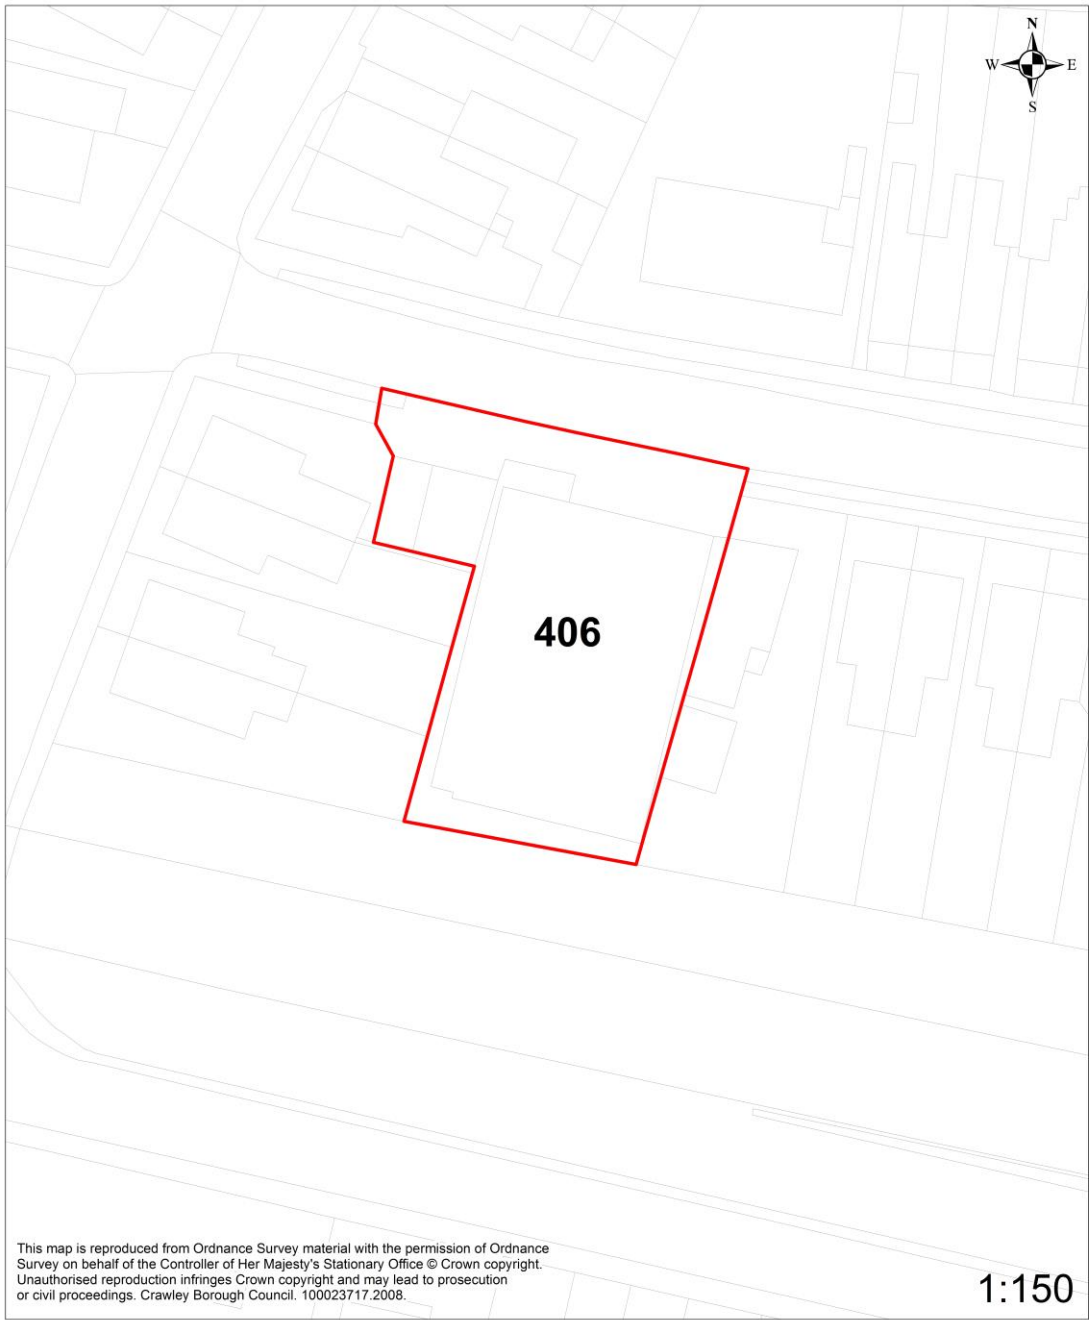 N
W E
S
406
This map is reproduced from Ordnance Survey material with the permission of Ordnance
Survey on behalf of the Controller of Her Majesty's Stationary Office © Crown copyright.
Unauthorised reproduction infringes Crown copyright and may lead to prosecution
or civil proceedings. Crawley Borough Council. 100023717.2008.
1:150